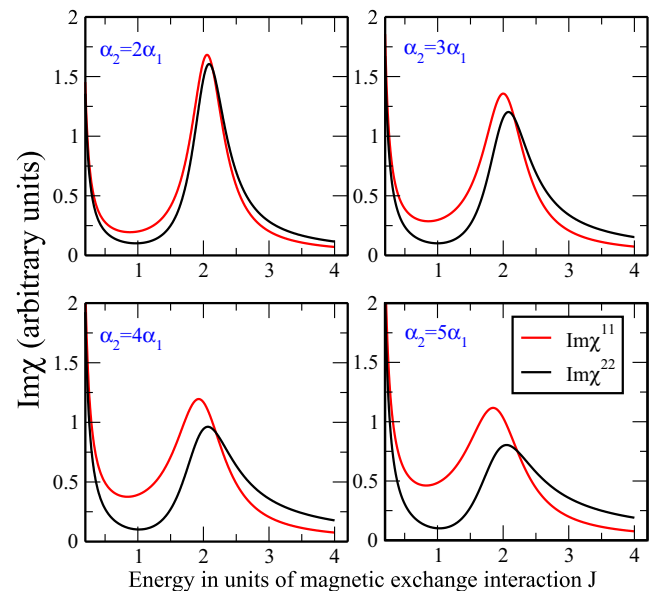 Imχ (arbitrary units)
α₂=2α₁
2
1.5
1
0.5
0
1 2 3 4
α₂=3α₁
2
1.5
1
0.5
0
1 2 3 4
α₂=4α₁
2
1.5
1
0.5
0
1 2 3 4
α₂=5α₁
Imχ¹¹
Imχ²²
2
1.5
1
0.5
0
1 2 3 4
Energy in units of magnetic exchange interaction J